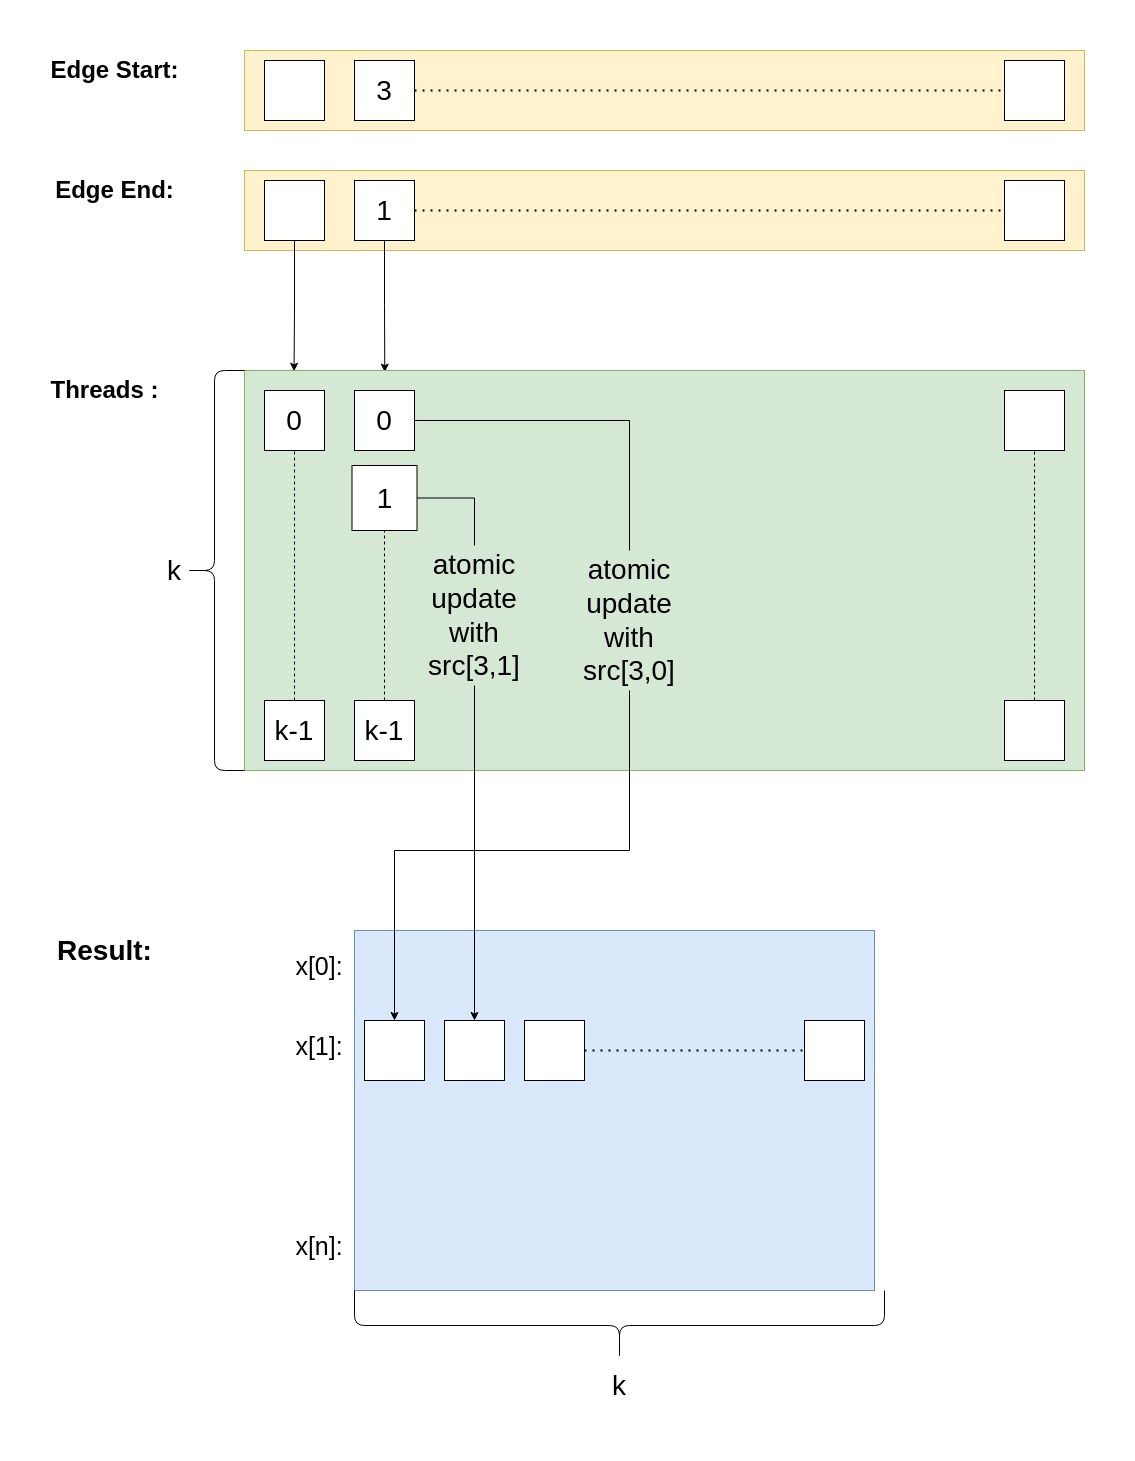 Edge Start:
3
Edge End:
1
Threads :
0
0
1
k
atomic
update
with
src[3,1]
atomic
update
with
src[3,0]
k-1
k-1
Result:
x[0]:
x[1]:
x[n]:
k